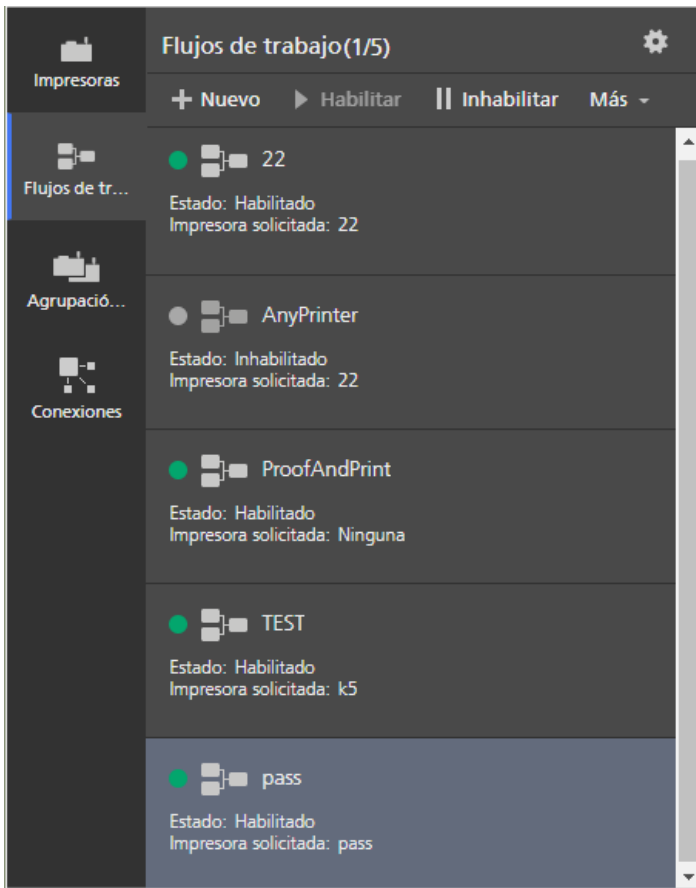 Impresoras
Flujos de tr...
Agrupació...
Conexiones
Flujos de trabajo(1/5)
Nuevo Habilitar Inhabilitar Más
22
Estado: Habilitado
Impresora solicitada: 22
AnyPrinter
Estado: Inhabilitado
Impresora solicitada: 22
ProofAndPrint
Estado: Habilitado
Impresora solicitada: Ninguna
TEST
Estado: Habilitado
Impresora solicitada: k5
pass
Estado: Habilitado
Impresora solicitada: pass